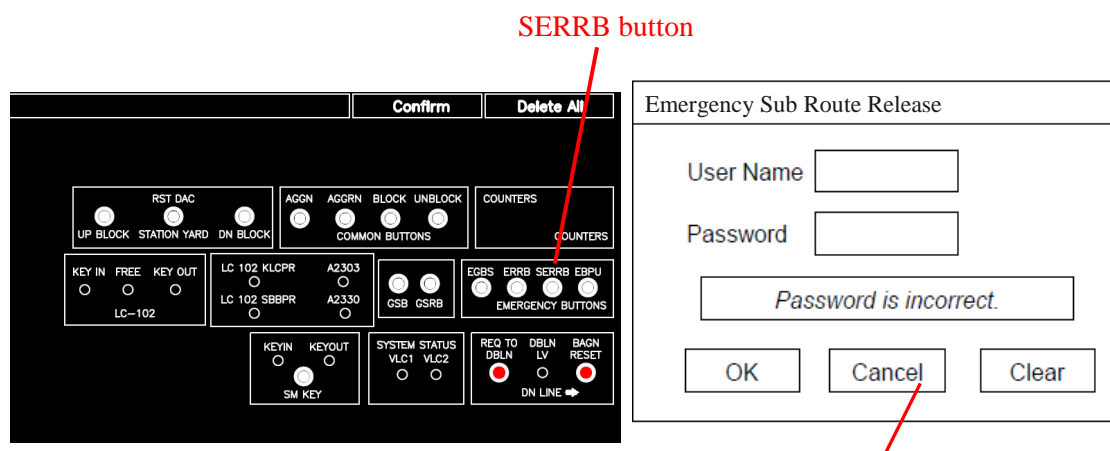 SERRB button
Confirm
Delete All
RST DAC
UP BLOCK STATION YARD DN BLOCK
AGGN AGGRN BLOCK UNBLOCK
COMMON BUTTONS
COUNTERS
COUNTERS
KEY IN FREE KEY OUT
LC-102
LC 102 KLCPR A2303
LC 102 SBBPR A2330
GSB GSRB
EGBS ERRB SERRB EBPU
EMERGENCY BUTTONS
KEYIN KEYOUT
SM KEY
SYSTEM STATUS
VLC1 VLC2
REQ TO DBLN BAGN
DBLN LV RESET
DN LINE
Emergency Sub Route Release
User Name
Password
Password is incorrect.
OK Cancel Clear